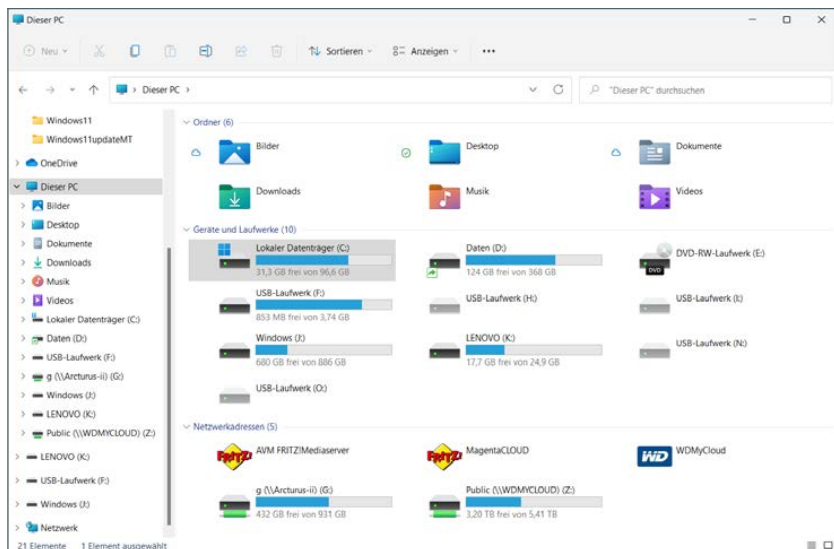 Dieser PC
Neu
Sortieren
Anzeigen
Dieser PC
"Dieser PC" durchsuchen
Windows11
Windows11updateMT
OneDrive
Dieser PC
Bilder
Desktop
Dokumente
Downloads
Musik
Videos
Lokaler Datenträger (C:)
Daten (D:)
USB-Laufwerk (F:)
g (\\Arcturus-ii) (G:)
Windows (J:)
LENOVO (K:)
Public (\\WDMYCLOUD) (Z:)
LENOVO (K:)
USB-Laufwerk (F:)
Windows (J:)
Netzwerk
Ordner (6)
Bilder
Desktop
Dokumente
Downloads
Musik
Videos
Geräte und Laufwerke (10)
Lokaler Datenträger (C:)
31,3 GB frei von 96,6 GB
Daten (D:)
124 GB frei von 368 GB
DVD-RW-Laufwerk (E:)
DVD
USB-Laufwerk (F:)
853 MB frei von 3,74 GB
USB-Laufwerk (H:)
USB-Laufwerk (I:)
Windows (J:)
680 GB frei von 886 GB
LENOVO (K:)
17,7 GB frei von 24,9 GB
USB-Laufwerk (N:)
USB-Laufwerk (O:)
Netzwerkadressen (5)
FRITZ!
AVM FRITZ!Mediaserver
FRITZ!
MagentaCLOUD
WD
WDMyCloud
g (\\Arcturus-ii) (G:)
432 GB frei von 931 GB
Public (\\WDMYCLOUD) (Z:)
3,20 TB frei von 5,41 TB
21 Elemente
1 Element ausgewählt